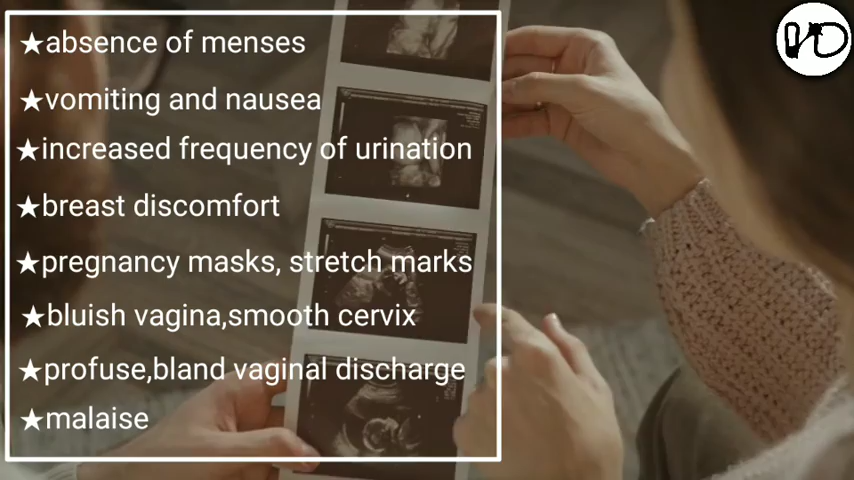 ★absence of menses
★vomiting and nausea
★increased frequency of urination
★breast discomfort
★pregnancy masks, stretch marks
★bluish vagina,smooth cervix
★profuse,bland vaginal discharge
★malaise